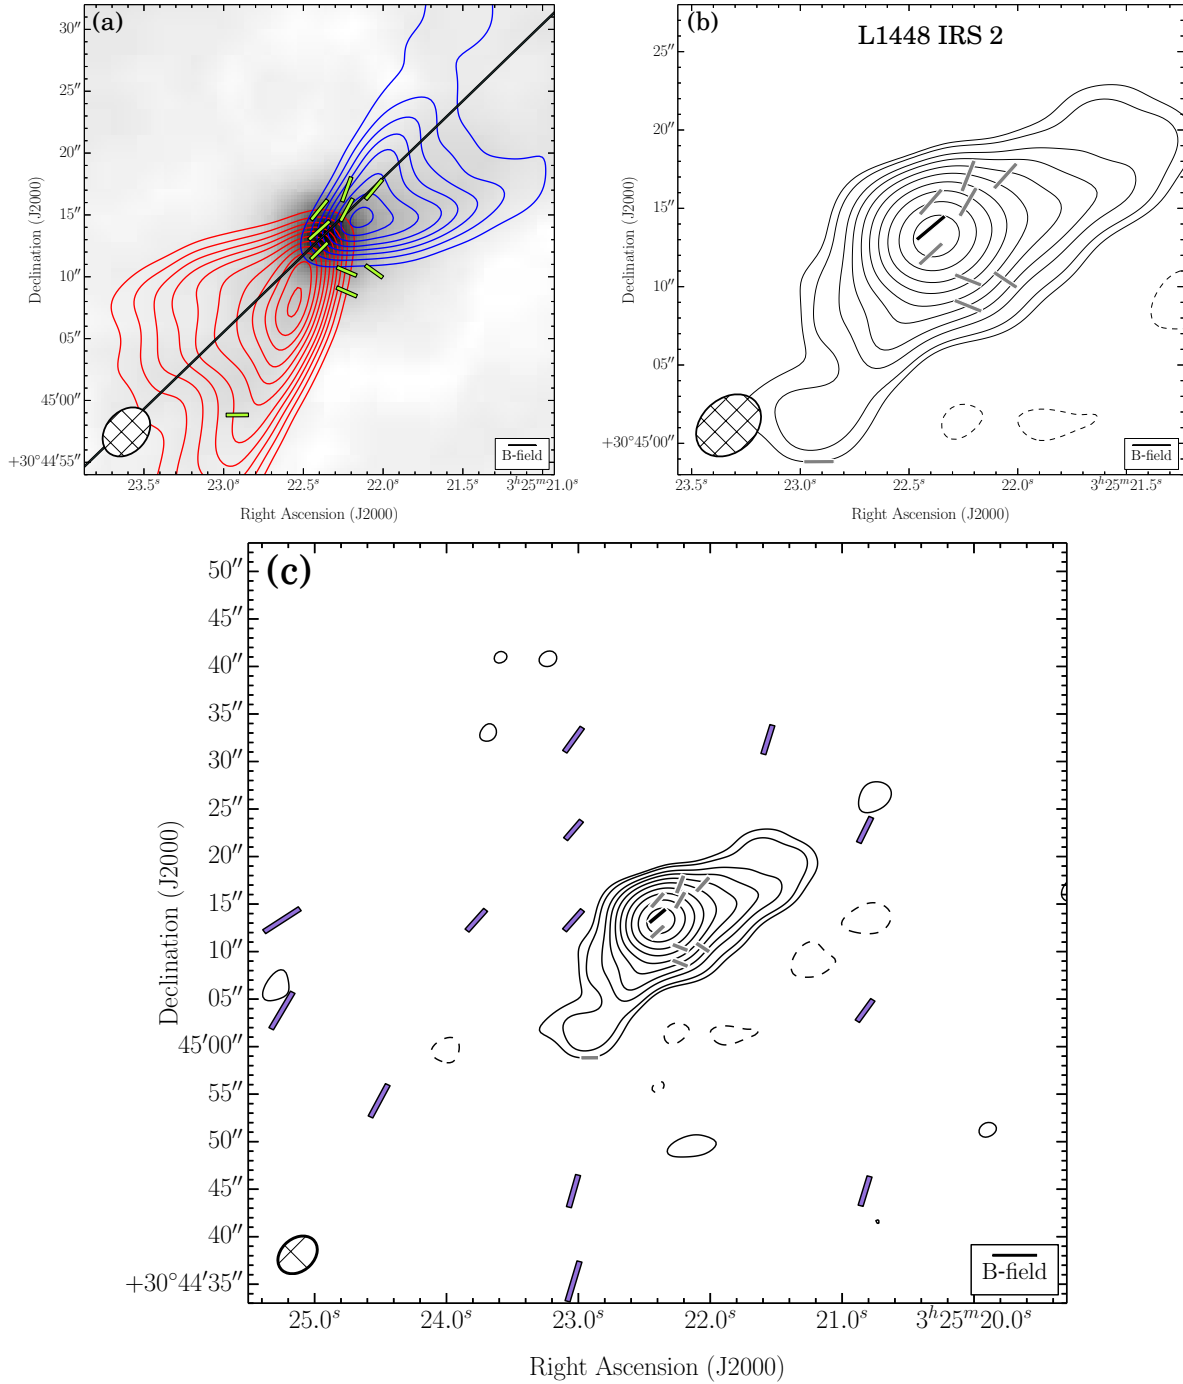 (a)
32″
25″
20″
15″
10″
05″
45′00″
+30°44′55″
Declination (J2000)
23.5ˢ
23.0ˢ
22.5ˢ
22.0ˢ
21.5ˢ
3ʰ25ᵐ21.0ˢ
Right Ascension (J2000)
B-field
(b)
L1448 IRS 2
25″
20″
15″
10″
05″
+30°45′00″
Declination (J2000)
23.5ˢ
23.0ˢ
22.5ˢ
22.0ˢ
3ʰ25ᵐ21.5ˢ
Right Ascension (J2000)
B-field
(c)
50″
45″
40″
35″
30″
25″
20″
15″
10″
05″
45′00″
55″
50″
45″
40″
+30°44′35″
Declination (J2000)
25.0ˢ
24.0ˢ
23.0ˢ
22.0ˢ
21.0ˢ
3ʰ25ᵐ20.0ˢ
Right Ascension (J2000)
B-field